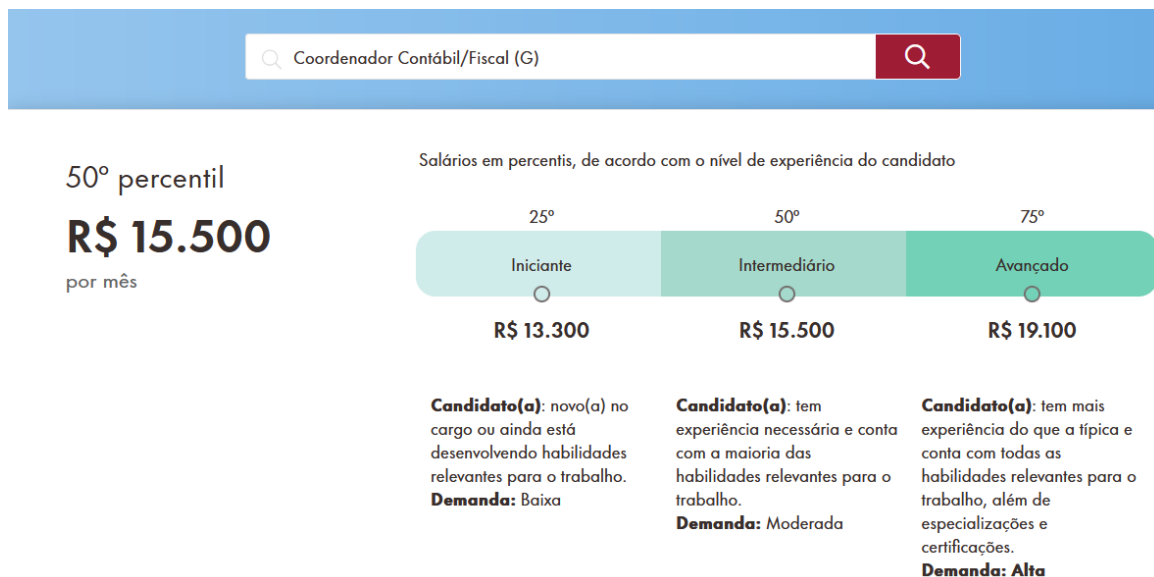 Coordenador Contábil/Fiscal (G)
50º percentil
R$ 15.500
por mês
Salários em percentis, de acordo com o nível de experiência do candidato
25º
50º
75º
Iniciante
Intermediário
Avançado
R$ 13.300
R$ 15.500
R$ 19.100
Candidato(a): novo(a) no
cargo ou ainda está
desenvolvendo habilidades
relevantes para o trabalho.
Demanda: Baixa
Candidato(a): tem
experiência necessária e conta
com a maioria das
habilidades relevantes para o
trabalho.
Demanda: Moderada
Candidato(a): tem mais
experiência do que a típica e
conta com todas as
habilidades relevantes para o
trabalho, além de
especializações e
certificações.
Demanda: Alta